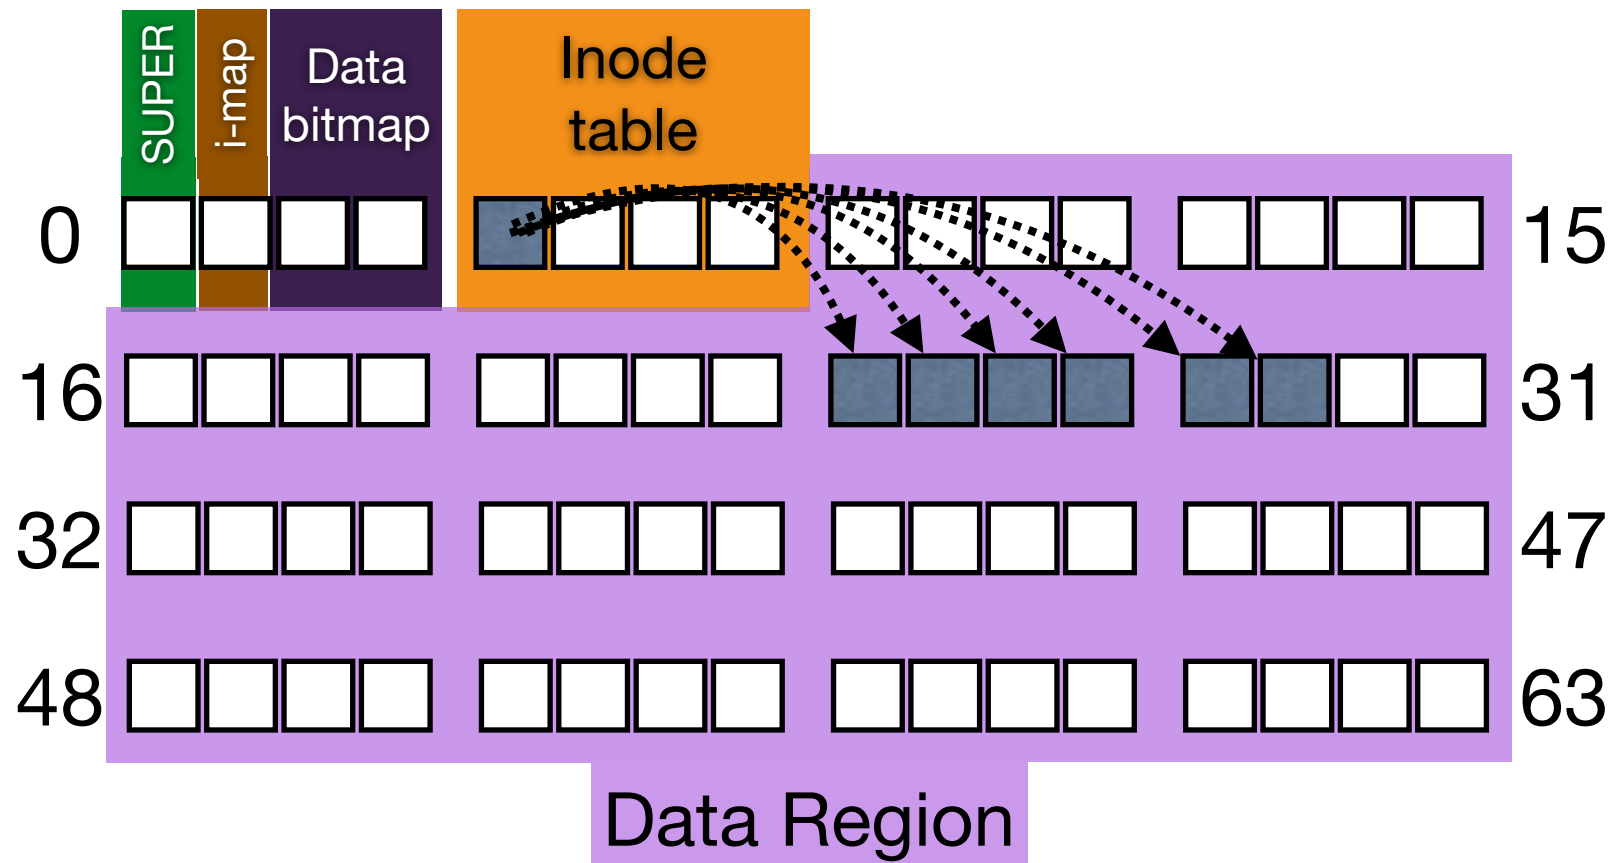 SUPER
i-map
Data
bitmap
Inode
table
0
15
16
31
32
47
48
63
Data Region